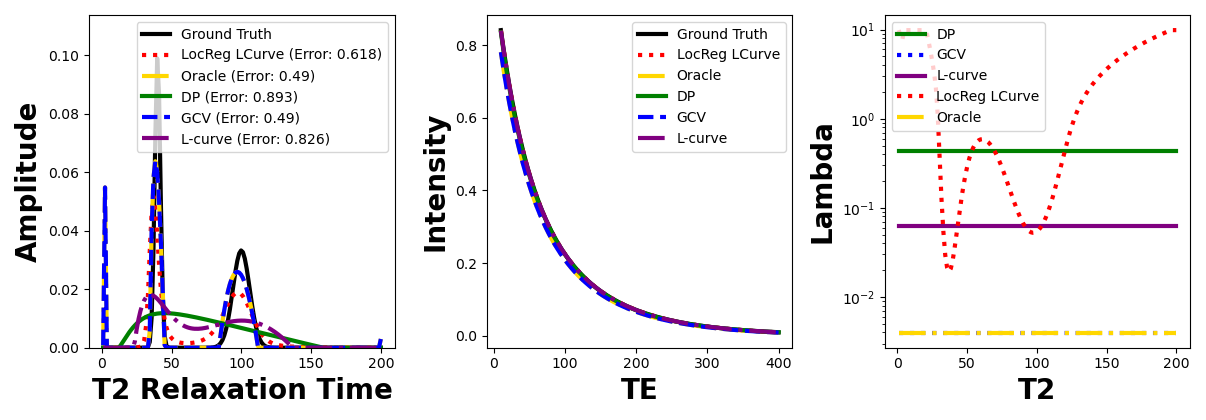 Amplitude
0.10
0.08
0.06
0.04
0.02
0.00
Ground Truth
LocReg LCurve (Error: 0.618)
Oracle (Error: 0.49)
DP (Error: 0.893)
GCV (Error: 0.49)
L-curve (Error: 0.826)
0 50 100 150 200
T2 Relaxation Time
Intensity
0.8
0.6
0.4
0.2
0.0
Ground Truth
LocReg LCurve
Oracle
DP
GCV
L-curve
0 100 200 300 400
TE
Lambda
10¹
10⁰
10⁻¹
10⁻²
DP
GCV
L-curve
LocReg LCurve
Oracle
0 50 100 150 200
T2